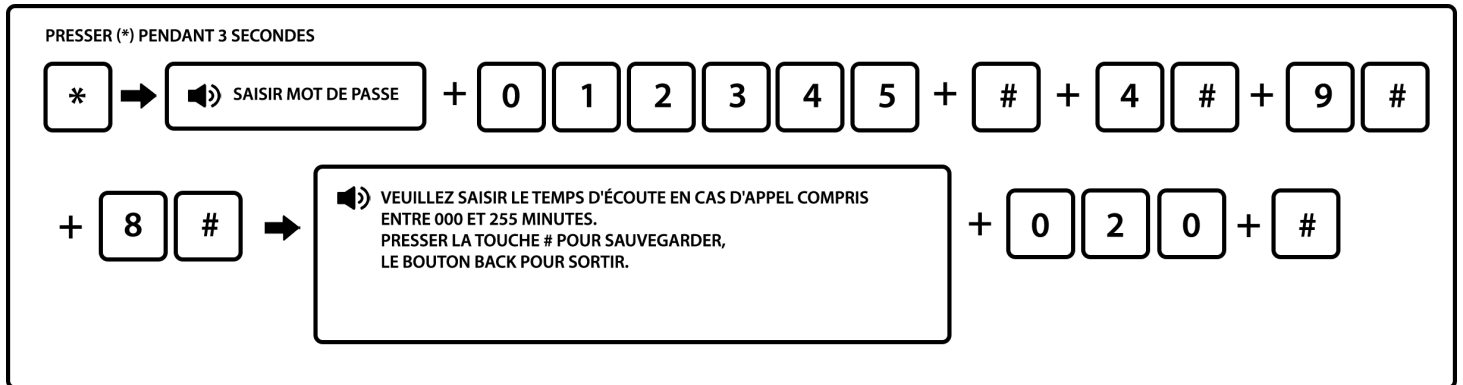 PRESSER (*) PENDANT 3 SECONDES
* SAISIR MOT DE PASSE + 0 1 2 3 4 5 + # + 4 # + 9 #
+ 8 # VEUILLEZ SAISIR LE TEMPS D'ÉCOUTE EN CAS D'APPEL COMPRIS
ENTRE 000 ET 255 MINUTES.
PRESSER LA TOUCHE # POUR SAUVEGARDER,
LE BOUTON BACK POUR SORTIR.
+ 0 2 0 + #